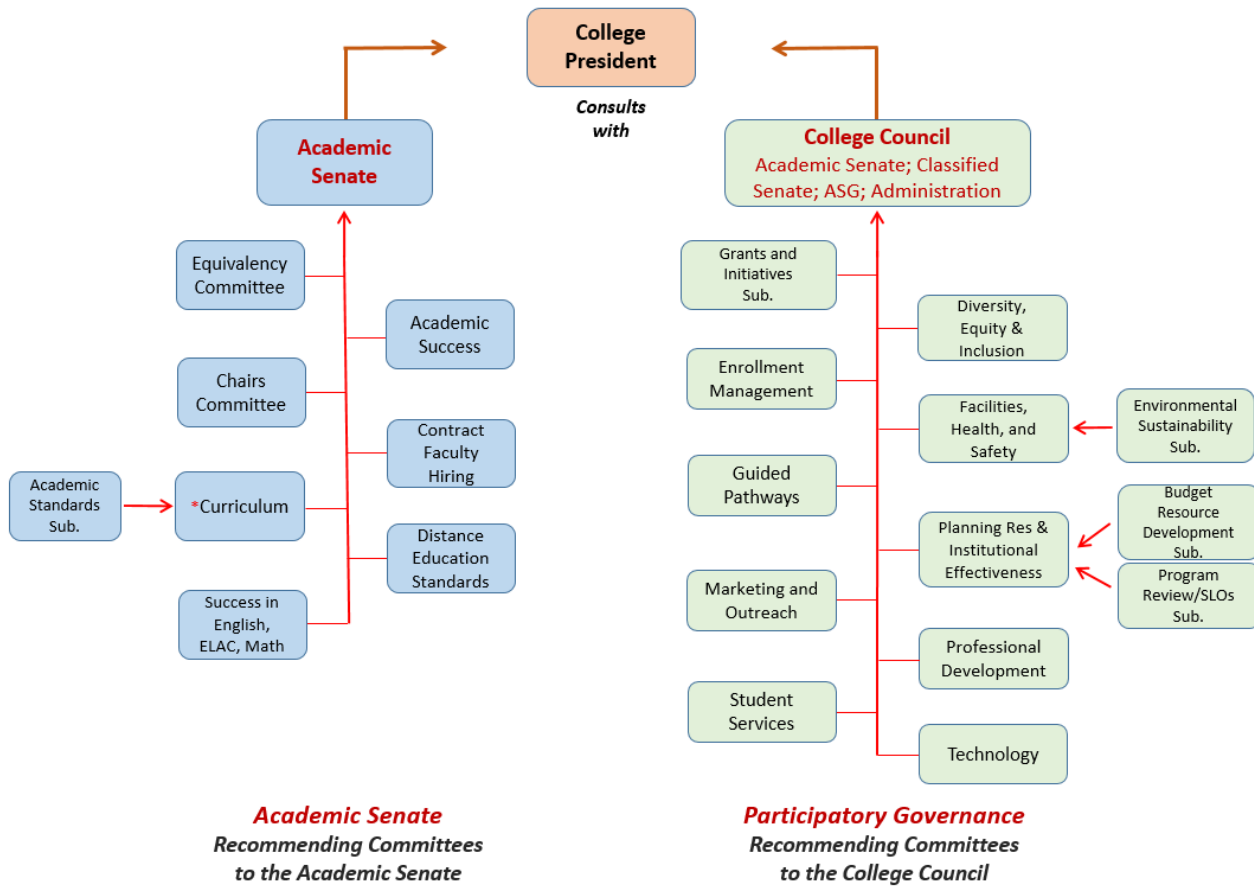 College
President
Consults
with
Academic
Senate
College Council
Academic Senate; Classified
Senate; ASG; Administration
Equivalency
Committee
Academic
Success
Chairs
Committee
Contract
Faculty
Hiring
Academic
Standards
Sub.
*Curriculum
Distance
Education
Standards
Success in
English,
ELAC, Math
Grants and
Initiatives
Sub.
Diversity,
Equity &
Inclusion
Enrollment
Management
Facilities,
Health, and
Safety
Environmental
Sustainability
Sub.
Guided
Pathways
Planning Res &
Institutional
Effectiveness
Budget
Resource
Development
Sub.
Program
Review/SLOs
Sub.
Marketing and
Outreach
Professional
Development
Student
Services
Technology
Academic Senate
Recommending Committees
to the Academic Senate
Participatory Governance
Recommending Committees
to the College Council